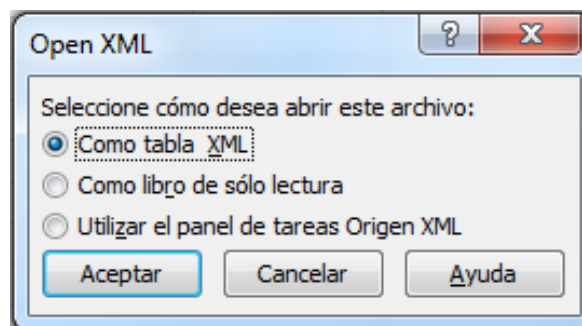 Open XML
Seleccione cómo desea abrir este archivo:
Como tabla XML
Como libro de sólo lectura
Utilizar el panel de tareas Origen XML
Aceptar Cancelar Ayuda